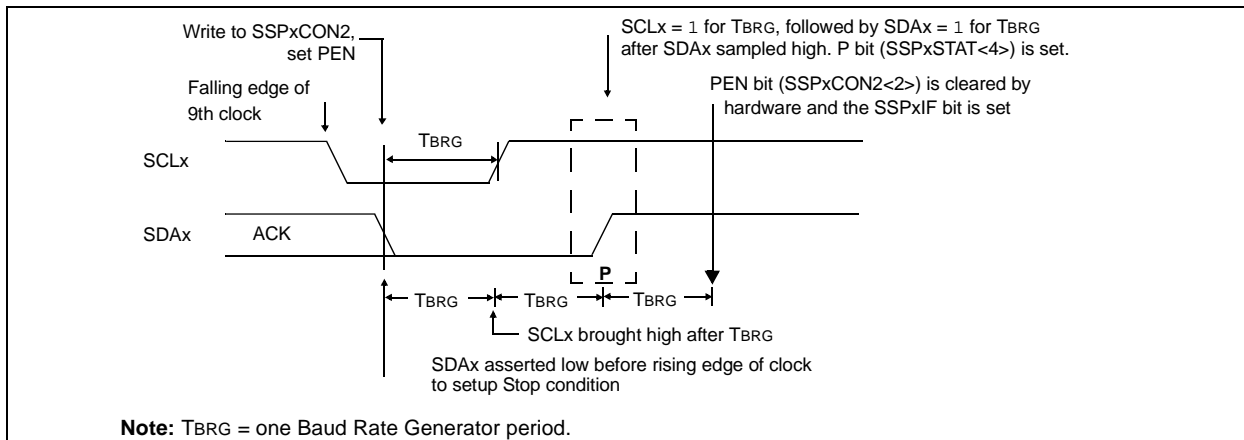 Write to SSPxCON2,
set PEN
SCLx = 1 for TBRG, followed by SDAx = 1 for TBRG
after SDAx sampled high. P bit (SSPxSTAT<4>) is set.
Falling edge of
9th clock
PEN bit (SSPxCON2<2>) is cleared by
hardware and the SSPxIF bit is set
TBRG
SCLx
SDAx
ACK
P
TBRG
TBRG
TBRG
SCLx brought high after TBRG
SDAx asserted low before rising edge of clock
to setup Stop condition
Note: TBRG = one Baud Rate Generator period.